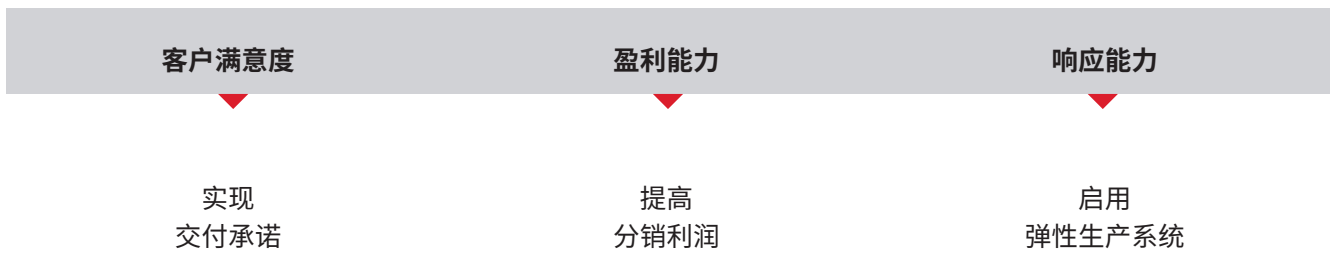 客户满意度
盈利能力
响应能力
实现
交付承诺
提高
分销利润
启用
弹性生产系统